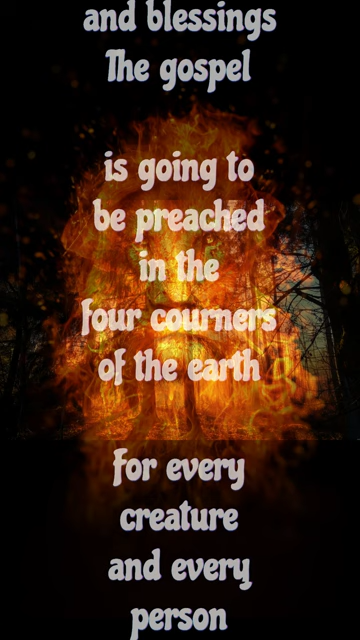 and blessings
The gospel
is going to
be preached
in the
four courners
of the earth
for every
creature
and every
person